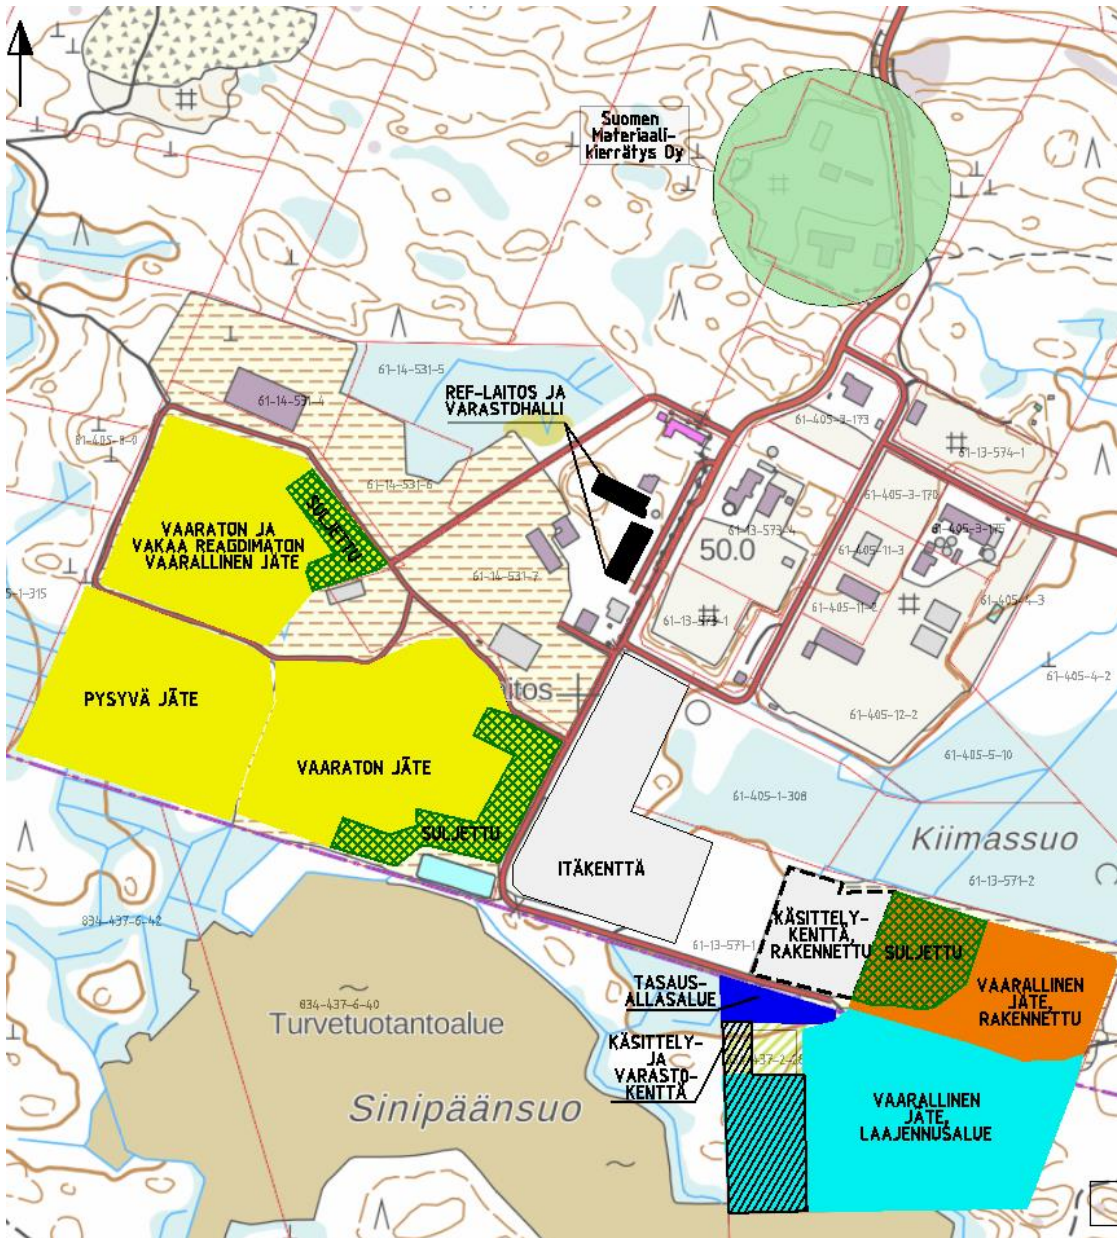 Suomen
Materiaali-
kierrätys Oy
61-14-531-5
REF-LAITOS JA
VARASTOHALLI
61-14-531-4
61-405-3-173
61-405-8-0
61-13-574-1
61-14-531-6
61-405-3-170
SULJETTU
VAARATON JA
VAKAA REAGOIMATON
VAARALLINEN JÄTE
61-13-573-4
61-405-3-175
50.0
61-405-11-3
61-14-531-7
-1-315
61-405-11-2
61-405-4-3
61-13-573-1
61-405-4-2
PYSYVÄ JÄTE
itos
61-405-12-2
61-405-5-10
VAARATON JÄTE
61-405-1-308
SULJETTU
Kiimassuo
ITÄKENTTÄ
61-13-571-2
834-437-6-42
KÄSITTELY-
KENTTÄ,
RAKENNETTU
61-13-571-1
SULJETTU
TASAUS-
ALLASALUE
VAARALLINEN
JÄTE,
RAKENNETTU
834-437-6-40
Turvetuotantoalue
KÄSITTELY-
JA
VARASTO-
KENTTÄ
Sinipäänsuo
VAARALLINEN
JÄTE,
LAAJENNUSALUE